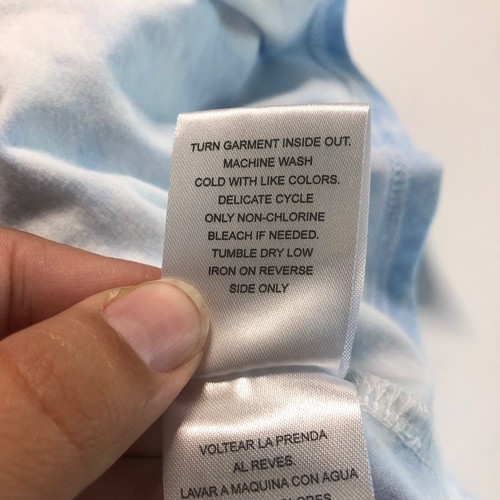 TURN GARMENT INSIDE OUT.
MACHINE WASH
COLD WITH LIKE COLORS.
DELICATE CYCLE
ONLY NON-CHLORINE
BLEACH IF NEEDED.
TUMBLE DRY LOW
IRON ON REVERSE
SIDE ONLY
VOLTEAR LA PRENDA
AL REVES.
LAVAR A MAQUINA CON AGUA